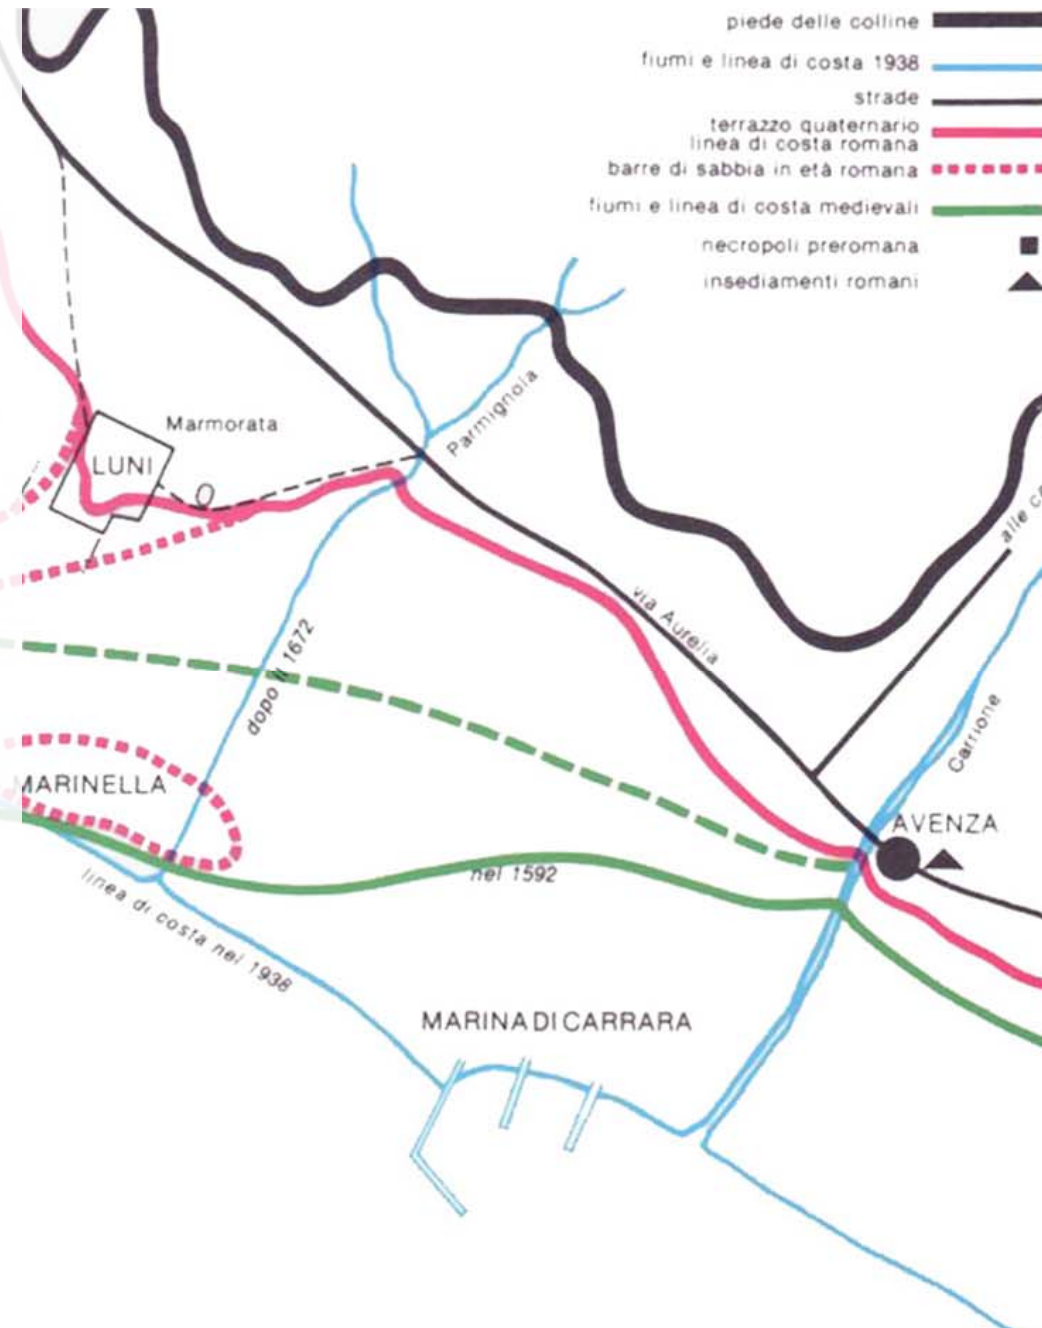 piede delle colline
fiumi e linea di costa 1938
strade
terrazzo quaternario
linea di costa romana
barre di sabbia in età romana
fiumi e linea di costa medievali
necropoli preromana
insediamenti romani
Parmignola
Marmorata
LUNI
alle
via Aurelia
dopo il 1672
Carrione
MARINELLA
AVENZA
nel 1592
linea di costa nel 1938
MARINA DI CARRARA